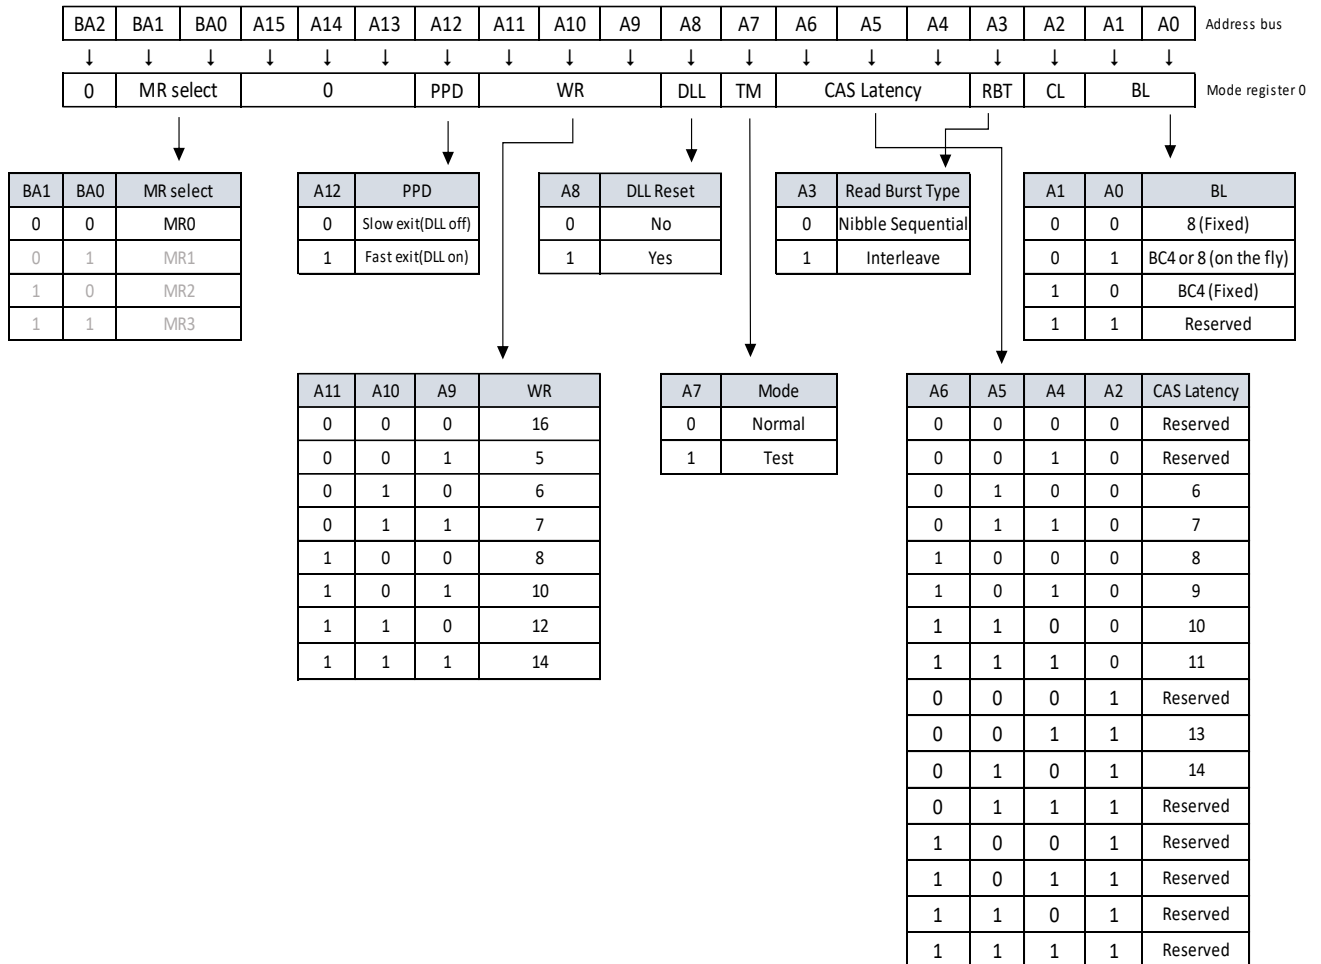 BA2 BA1 BA0 A15 A14 A13 A12 A11 A10 A9 A8 A7 A6 A5 A4 A3 A2 A1 A0 Address bus
↓ ↓ ↓ ↓ ↓ ↓ ↓ ↓ ↓ ↓ ↓ ↓ ↓ ↓ ↓ ↓ ↓ ↓ ↓
0 MR select 0 PPD WR DLL TM CAS Latency RBT CL BL Mode register 0
BA1 BA0 MR select
0 0 MR0
0 1 MR1
1 0 MR2
1 1 MR3
A12 PPD
0 Slow exit(DLL off)
1 Fast exit(DLL on)
A8 DLL Reset
0 No
1 Yes
A3 Read Burst Type
0 Nibble Sequential
1 Interleave
A1 A0 BL
0 0 8 (Fixed)
0 1 BC4 or 8 (on the fly)
1 0 BC4 (Fixed)
1 1 Reserved
A11 A10 A9 WR
0 0 0 16
0 0 1 5
0 1 0 6
0 1 1 7
1 0 0 8
1 0 1 10
1 1 0 12
1 1 1 14
A7 Mode
0 Normal
1 Test
A6 A5 A4 A2 CAS Latency
0 0 0 0 Reserved
0 0 1 0 Reserved
0 1 0 0 6
0 1 1 0 7
1 0 0 0 8
1 0 1 0 9
1 1 0 0 10
1 1 1 0 11
0 0 0 1 Reserved
0 0 1 1 13
0 1 0 1 14
0 1 1 1 Reserved
1 0 0 1 Reserved
1 0 1 1 Reserved
1 1 0 1 Reserved
1 1 1 1 Reserved